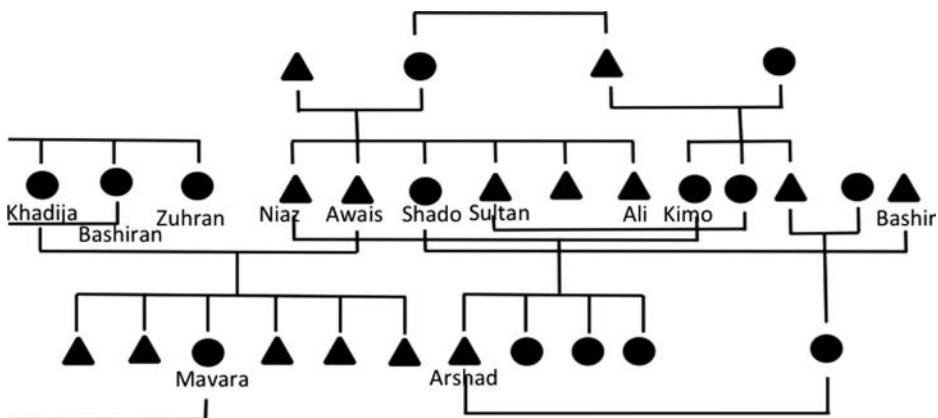 Khadija
Bashiran
Zuhran
Niaz
Awais
Shado
Sultan
Ali
Kimo
Bashir
Mavara
Arshad